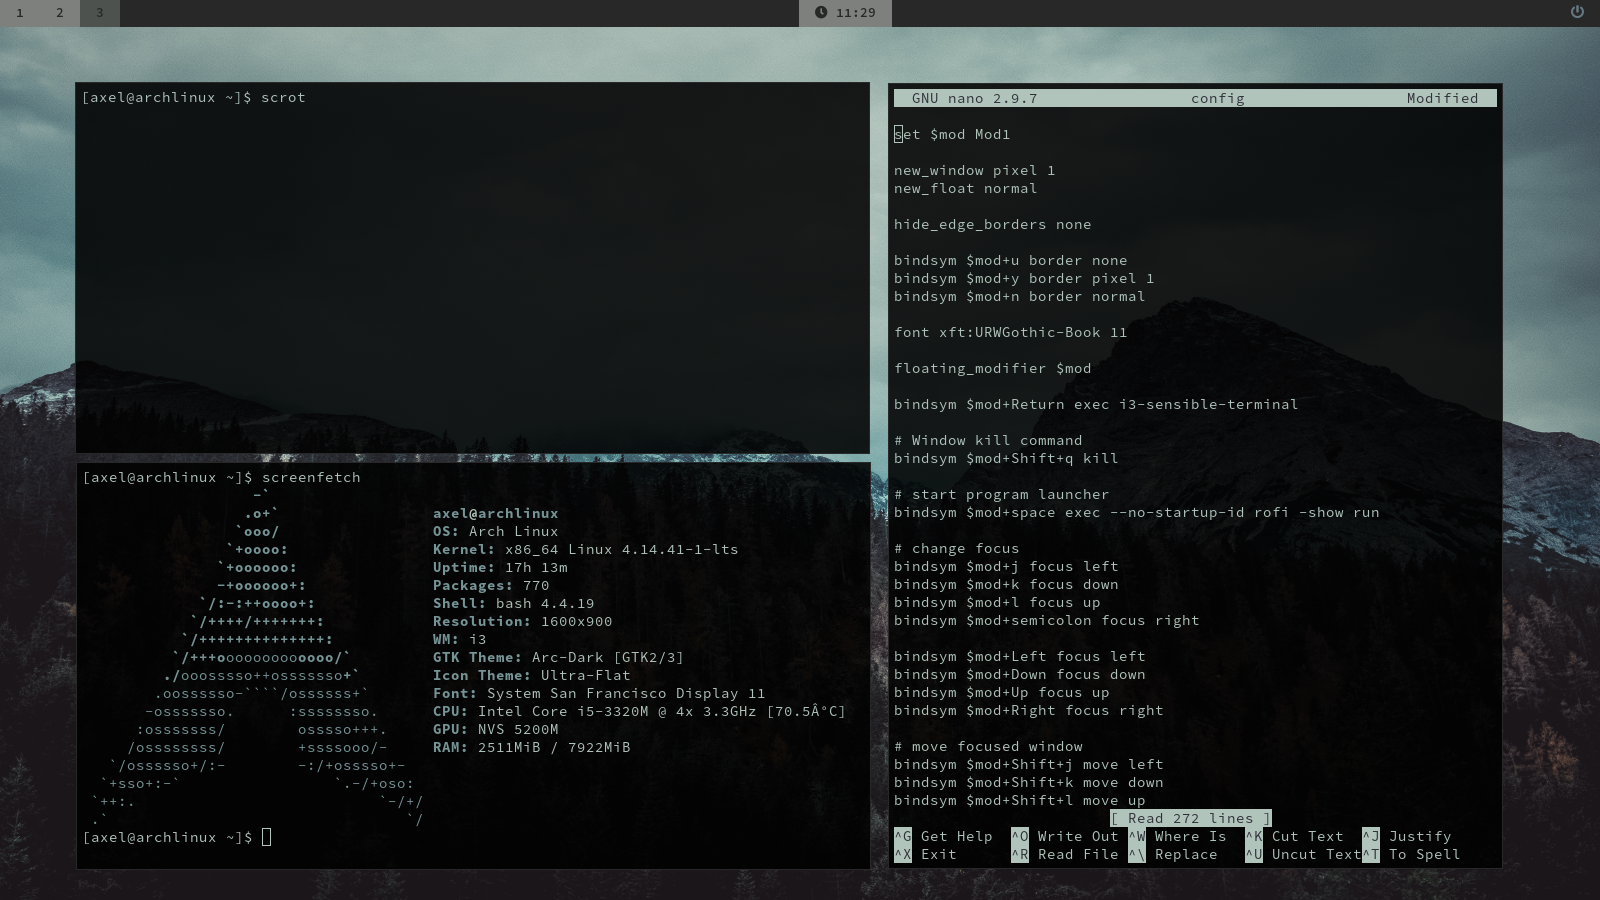 1 2 3 11:29
[axel@archlinux ~]$ scrot
[axel@archlinux ~]$ screenfetch
-`
.o+`
`ooo/
`+oooo:
`+oooooo:
-+oooooo+:
`/:-:++oooo+:
`/++++/+++++++:
`/++++++++++++++:
`/+++ooooooooooooo/`
./ooosssso++osssssso+`
.oossssso-````/ossssss+`
-osssssso. :ssssssso.
:osssssss/ osssso+++.
/ossssssss/ +ssssooo/-
`/ossssso+/:- -:/+osssso+-
`+sso+:-` `.-/+oso:
`++:. `-/+/
.` `/
axel@archlinux
OS: Arch Linux
Kernel: x86_64 Linux 4.14.41-1-lts
Uptime: 17h 13m
Packages: 770
Shell: bash 4.4.19
Resolution: 1600x900
WM: i3
GTK Theme: Arc-Dark [GTK2/3]
Icon Theme: Ultra-Flat
Font: System San Francisco Display 11
CPU: Intel Core i5-3320M @ 4x 3.3GHz [70.5Â°C]
GPU: NVS 5200M
RAM: 2511MiB / 7922MiB
[axel@archlinux ~]$
GNU nano 2.9.7 config Modified
set $mod Mod1
new_window pixel 1
new_float normal
hide_edge_borders none
bindsym $mod+u border none
bindsym $mod+y border pixel 1
bindsym $mod+n border normal
font xft:URWGothic-Book 11
floating_modifier $mod
bindsym $mod+Return exec i3-sensible-terminal
# Window kill command
bindsym $mod+Shift+q kill
# start program launcher
bindsym $mod+space exec --no-startup-id rofi -show run
# change focus
bindsym $mod+j focus left
bindsym $mod+k focus down
bindsym $mod+l focus up
bindsym $mod+semicolon focus right
bindsym $mod+Left focus left
bindsym $mod+Down focus down
bindsym $mod+Up focus up
bindsym $mod+Right focus right
# move focused window
bindsym $mod+Shift+j move left
bindsym $mod+Shift+k move down
bindsym $mod+Shift+l move up
[ Read 272 lines ]
^G Get Help ^O Write Out ^W Where Is ^K Cut Text ^J Justify
^X Exit ^R Read File ^\ Replace ^U Uncut Text ^T To Spell